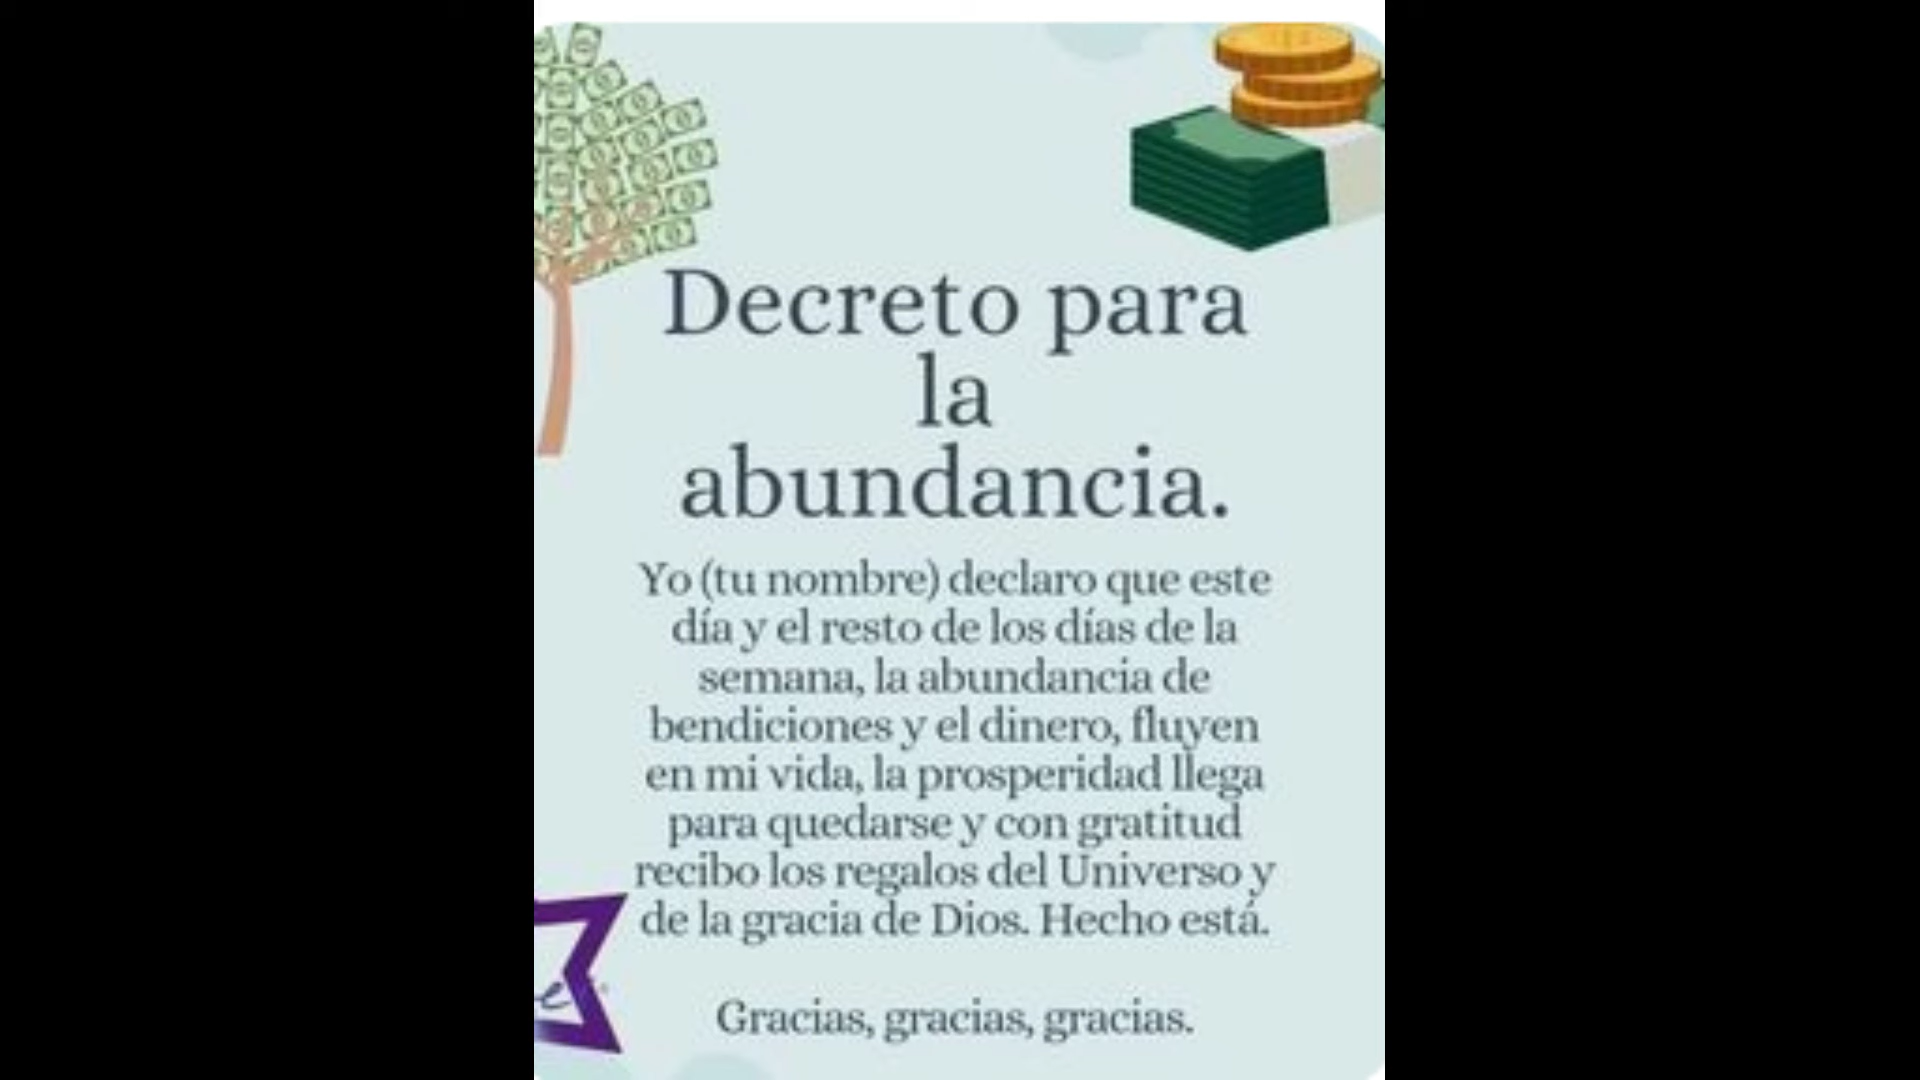 Decreto para
la
abundancia.
Yo (tu nombre) declaro que este
día y el resto de los días de la
semana, la abundancia de
bendiciones y el dinero, fluyen
en mi vida, la prosperidad llega
para quedarse y con gratitud
recibo los regalos del Universo y
de la gracia de Dios. Hecho está.
Gracias, gracias, gracias.